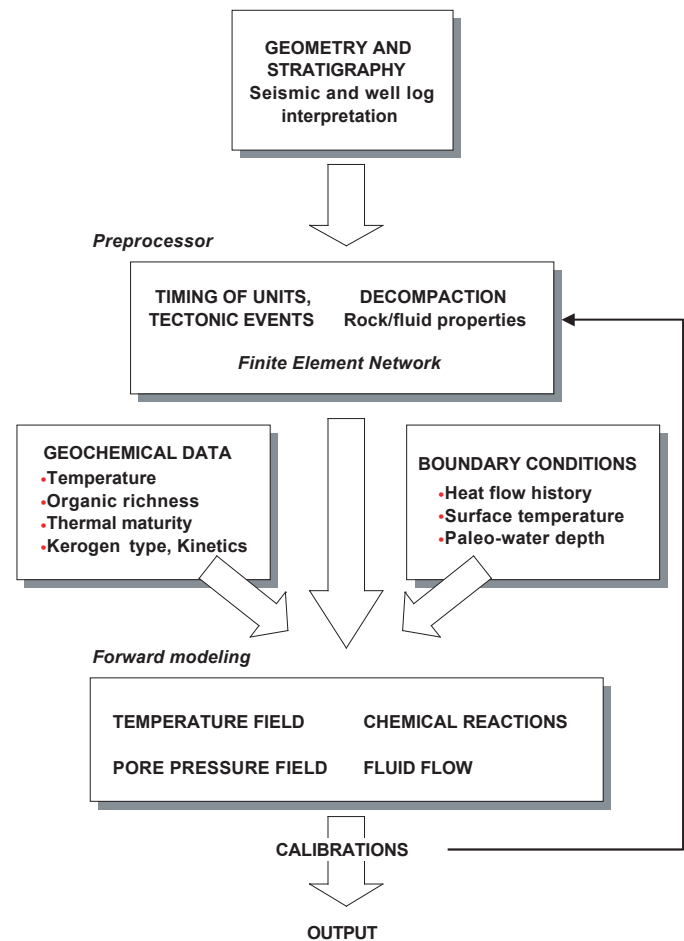 GEOMETRY AND
STRATIGRAPHY
Seismic and well log
interpretation
Preprocessor
TIMING OF UNITS,
TECTONIC EVENTS
DECOMPACTION
Rock/fluid properties
Finite Element Network
GEOCHEMICAL DATA
•Temperature
•Organic richness
•Thermal maturity
•Kerogen type, Kinetics
BOUNDARY CONDITIONS
•Heat flow history
•Surface temperature
•Paleo-water depth
Forward modeling
TEMPERATURE FIELD
CHEMICAL REACTIONS
PORE PRESSURE FIELD
FLUID FLOW
CALIBRATIONS
OUTPUT